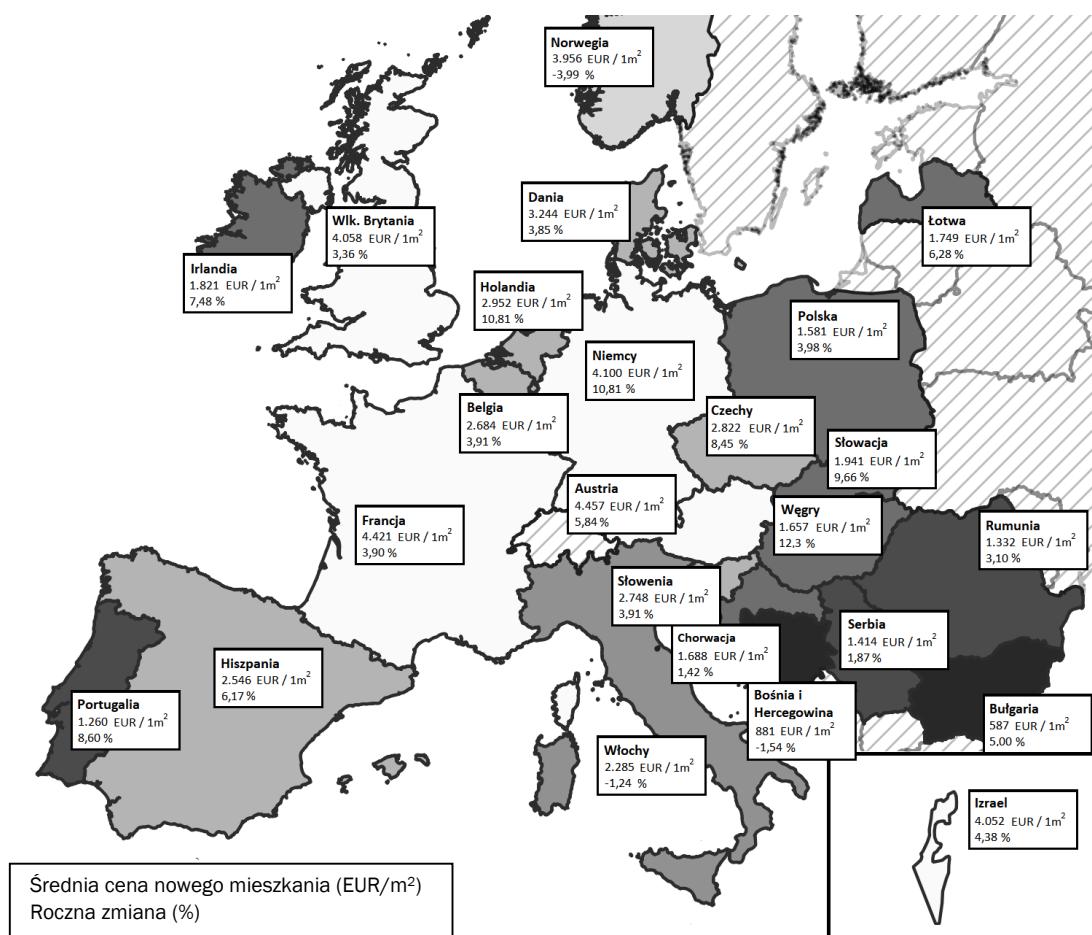 Norwegia
3.956 EUR / 1m²
-3,99 %
Dania
3.244 EUR / 1m²
3,85 %
Łotwa
1.749 EUR / 1m²
6,28 %
Wlk. Brytania
4.058 EUR / 1m²
3,36 %
Irlandia
1.821 EUR / 1m²
7,48 %
Holandia
2.952 EUR / 1m²
10,81 %
Polska
1.581 EUR / 1m²
3,98 %
Niemcy
4.100 EUR / 1m²
10,81 %
Belgia
2.684 EUR / 1m²
3,91 %
Czechy
2.822 EUR / 1m²
8,45 %
Słowacja
1.941 EUR / 1m²
9,66 %
Austria
4.457 EUR / 1m²
5,84 %
Węgry
1.657 EUR / 1m²
12,3 %
Francja
4.421 EUR / 1m²
3,90 %
Rumunia
1.332 EUR / 1m²
3,10 %
Słowenia
2.748 EUR / 1m²
3,91 %
Serbia
1.414 EUR / 1m²
1,87 %
Chorwacja
1.688 EUR / 1m²
1,42 %
Hiszpania
2.546 EUR / 1m²
6,17 %
Portugalia
1.260 EUR / 1m²
8,60 %
Bośnia i
Hercegowina
881 EUR / 1m²
-1,54 %
Bułgaria
587 EUR / 1m²
5,00 %
Włochy
2.285 EUR / 1m²
-1,24 %
Izrael
4.052 EUR / 1m²
4,38 %
Średnia cena nowego mieszkania (EUR/m²)
Roczna zmiana (%)